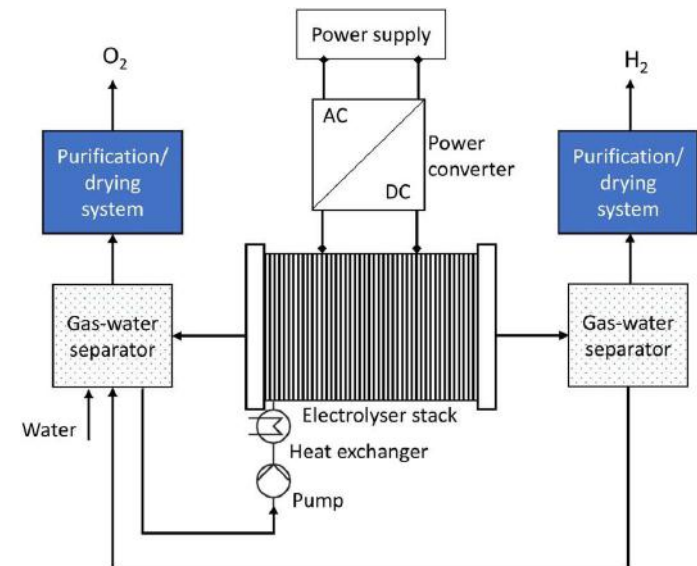 Power supply
O₂
H₂
AC
DC
Power
converter
Purification/
drying
system
Purification/
drying
system
Gas-water
separator
Gas-water
separator
Water
Electrolyser stack
Heat exchanger
Pump